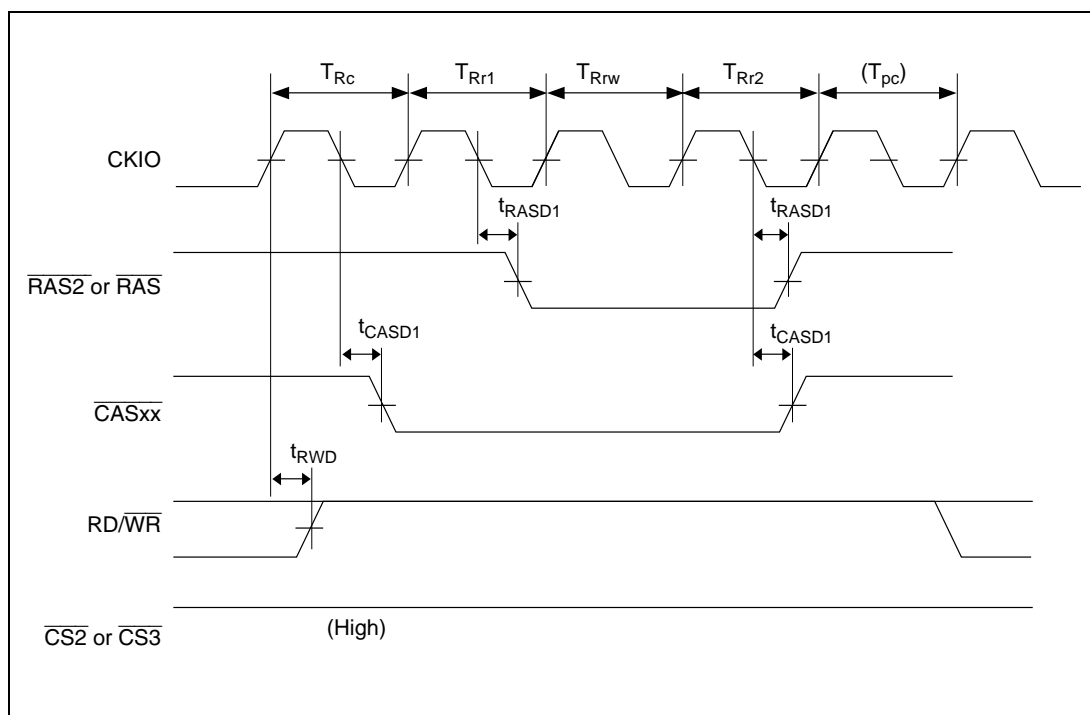 TRc TRr1 TRrw TRr2 (Tpc)
CKIO
tRASD1 tRASD1
RAS2 or RAS
tCASD1 tCASD1
CASxx
tRWD
RD/WR
CS2 or CS3 (High)